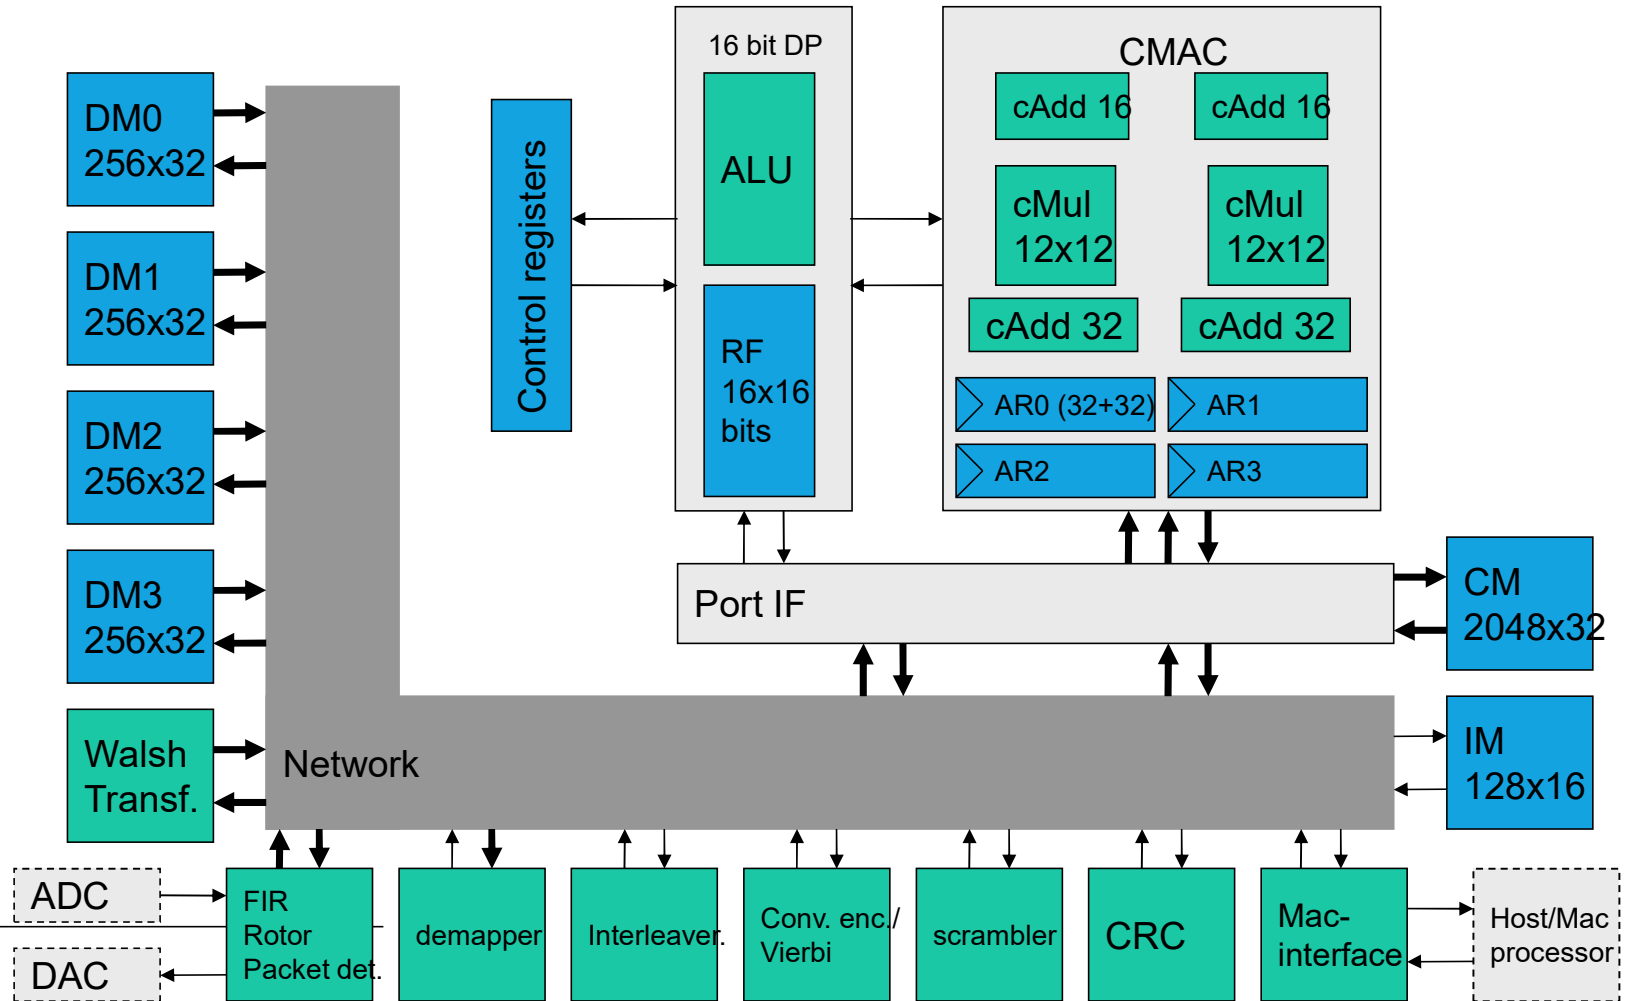 16 bit DP
CMAC
DM0
256x32
ALU
cAdd 16
cAdd 16
Control registers
cMul
12x12
cMul
12x12
DM1
256x32
cAdd 32
cAdd 32
RF
16x16
bits
AR0 (32+32)
AR1
DM2
256x32
AR2
AR3
DM3
256x32
Port IF
CM
2048x32
Walsh
Transf.
Network
IM
128x16
ADC
DAC
FIR
Rotor
Packet det.
demapper
Interleaver.
Conv. enc./
Vierbi
scrambler
CRC
Mac-
interface
Host/Mac
processor